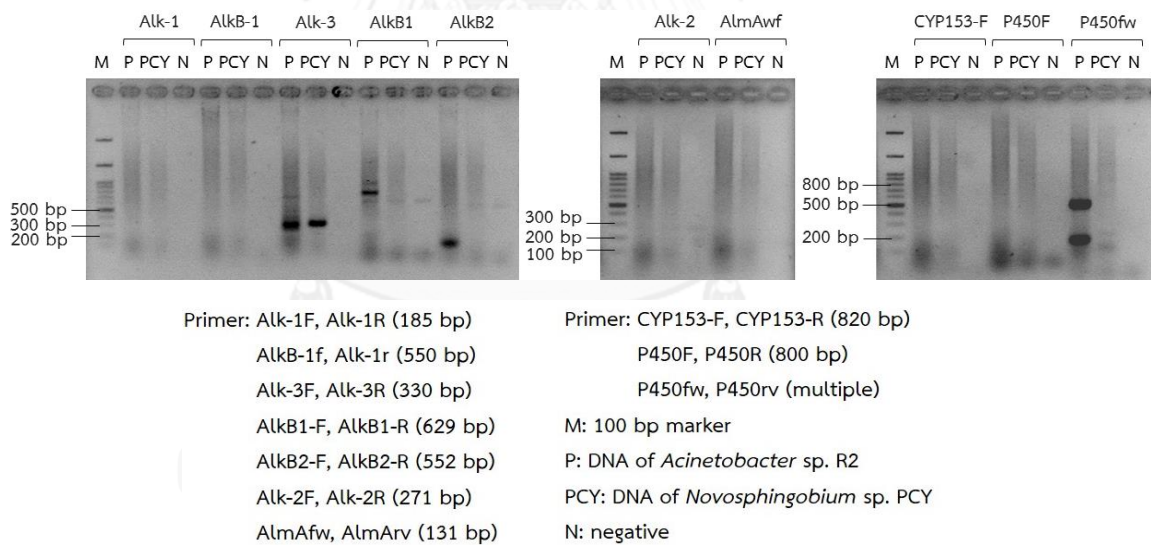 Alk-1 AlkB-1 Alk-3 AlkB1 AlkB2 Alk-2 AlmAwf CYP153-F P450F P450fw
M P PCY N P PCY N P PCY N P PCY N P PCY N M P PCY N P PCY N M P PCY N P PCY N P PCY N
500 bp
300 bp
200 bp
300 bp
200 bp
100 bp
800 bp
500 bp
200 bp
Primer: Alk-1F, Alk-1R (185 bp)
AlkB-1f, Alk-1r (550 bp)
Alk-3F, Alk-3R (330 bp)
AlkB1-F, AlkB1-R (629 bp)
AlkB2-F, AlkB2-R (552 bp)
Alk-2F, Alk-2R (271 bp)
AlmAfw, AlmArv (131 bp)
Primer: CYP153-F, CYP153-R (820 bp)
P450F, P450R (800 bp)
P450fw, P450rv (multiple)
M: 100 bp marker
P: DNA of Acinetobacter sp. R2
PCY: DNA of Novosphingobium sp. PCY
N: negative